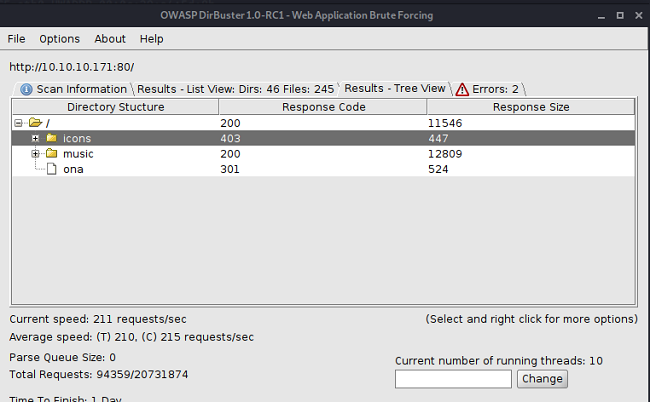 OWASP DirBuster 1.0-RC1 - Web Application Brute Forcing
File Options About Help
http://10.10.10.171:80/
Scan Information Results - List View: Dirs: 46 Files: 245 Results - Tree View Errors: 2
Directory Stucture Response Code Response Size
/ 200 11546
icons 403 447
music 200 12809
ona 301 524
Current speed: 211 requests/sec (Select and right click for more options)
Average speed: (T) 210, (C) 215 requests/sec
Parse Queue Size: 0
Current number of running threads: 10
Total Requests: 94359/20731874
Change
Time To Finish: 1 Day